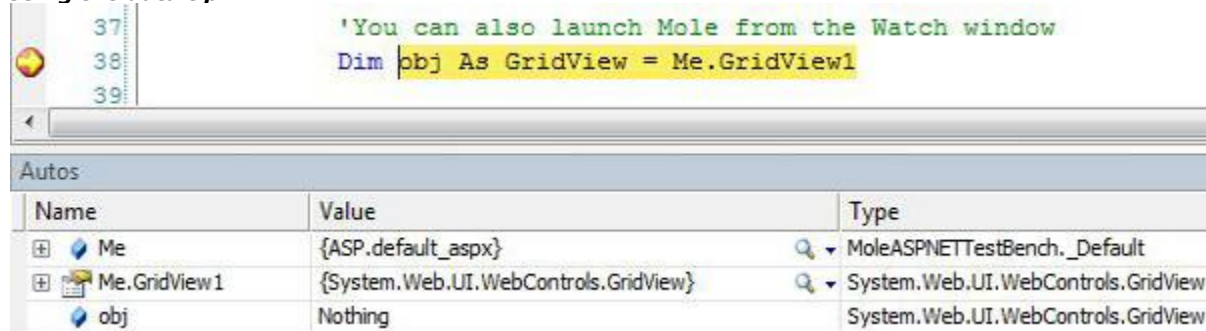 37 'You can also launch Mole from the Watch window
38 Dim obj As GridView = Me.GridView1
39
Autos
Name Value Type
Me {ASP.default_aspx} MoleASPNETTestBench._Default
Me.GridView1 {System.Web.UI.WebControls.GridView} System.Web.UI.WebControls.GridView
obj Nothing System.Web.UI.WebControls.GridView